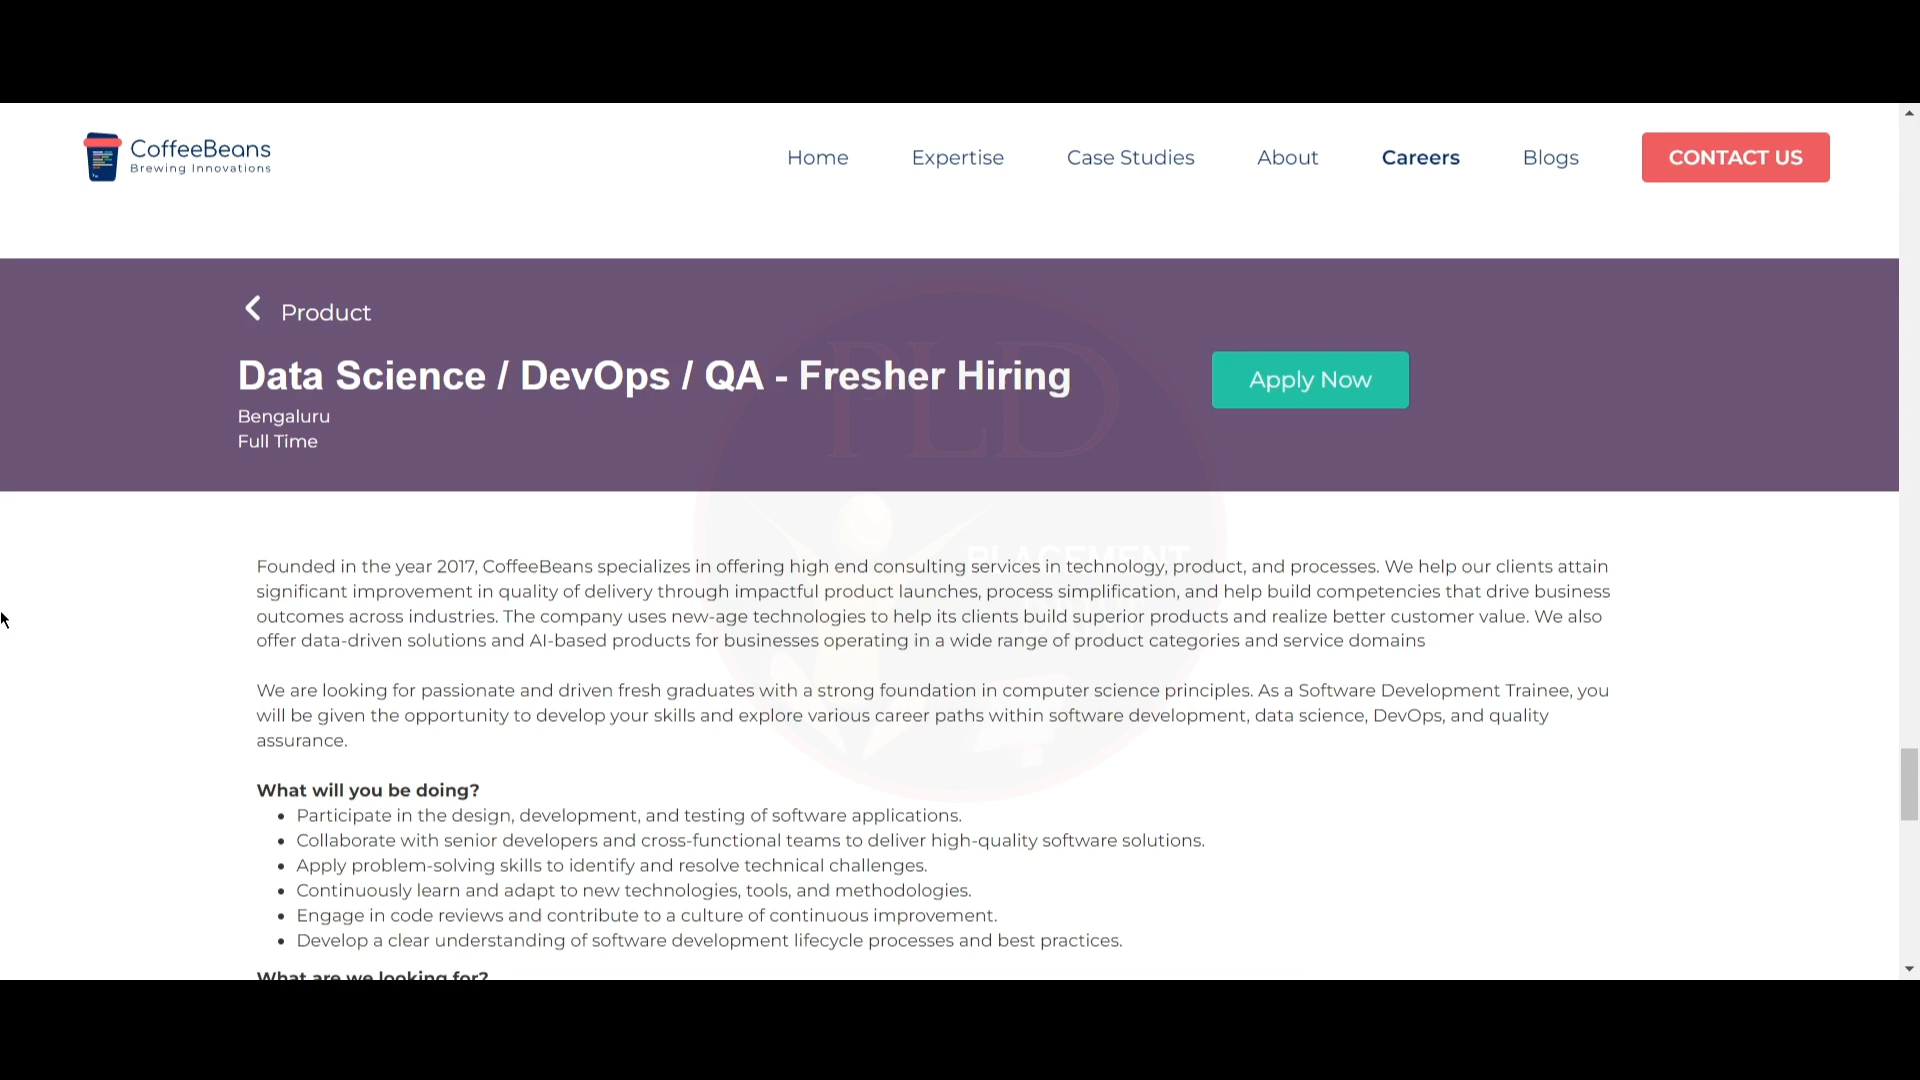 CoffeeBeans
Brewing Innovations
Home Expertise Case Studies About Careers Blogs CONTACT US
Product
Data Science / DevOps / QA - Fresher Hiring
Apply Now
Bengaluru
Full Time
PLD
PLACEMENT
Founded in the year 2017, CoffeeBeans specializes in offering high end consulting services in technology, product, and processes. We help our clients attain
significant improvement in quality of delivery through impactful product launches, process simplification, and help build competencies that drive business
outcomes across industries. The company uses new-age technologies to help its clients build superior products and realize better customer value. We also
offer data-driven solutions and AI-based products for businesses operating in a wide range of product categories and service domains
We are looking for passionate and driven fresh graduates with a strong foundation in computer science principles. As a Software Development Trainee, you
will be given the opportunity to develop your skills and explore various career paths within software development, data science, DevOps, and quality
assurance.
What will you be doing?
• Participate in the design, development, and testing of software applications.
• Collaborate with senior developers and cross-functional teams to deliver high-quality software solutions.
• Apply problem-solving skills to identify and resolve technical challenges.
• Continuously learn and adapt to new technologies, tools, and methodologies.
• Engage in code reviews and contribute to a culture of continuous improvement.
• Develop a clear understanding of software development lifecycle processes and best practices.
What are we looking for?